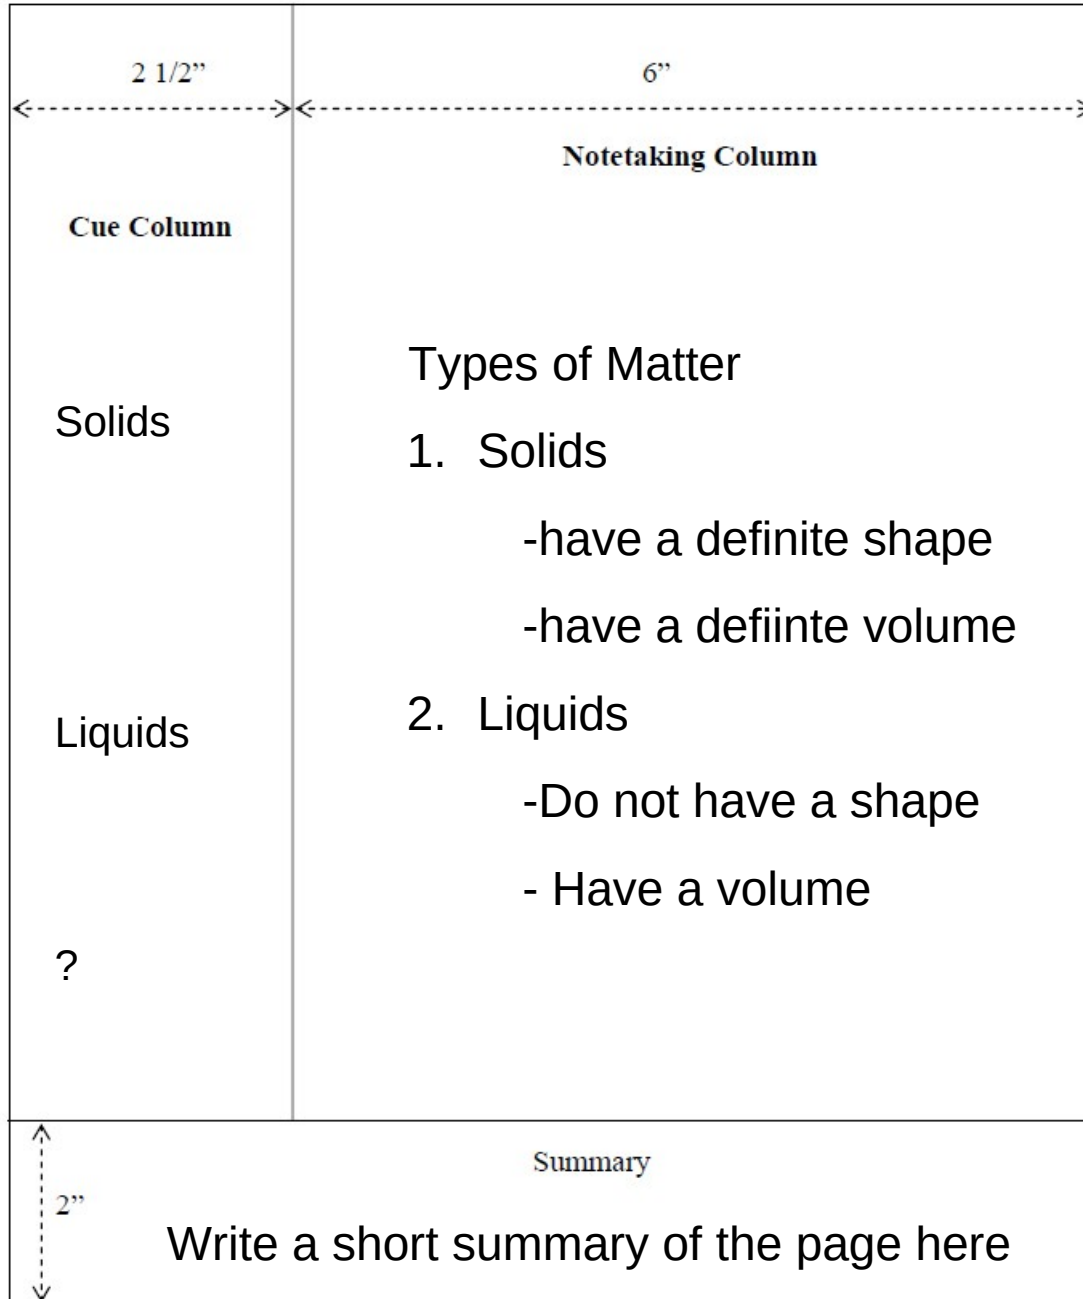 2 1/2”
6”
Notetaking Column
Cue Column
Solids
Liquids
?
Types of Matter
1. Solids
-have a definite shape
-have a defiinte volume
2. Liquids
-Do not have a shape
- Have a volume
Summary
2”
Write a short summary of the page here